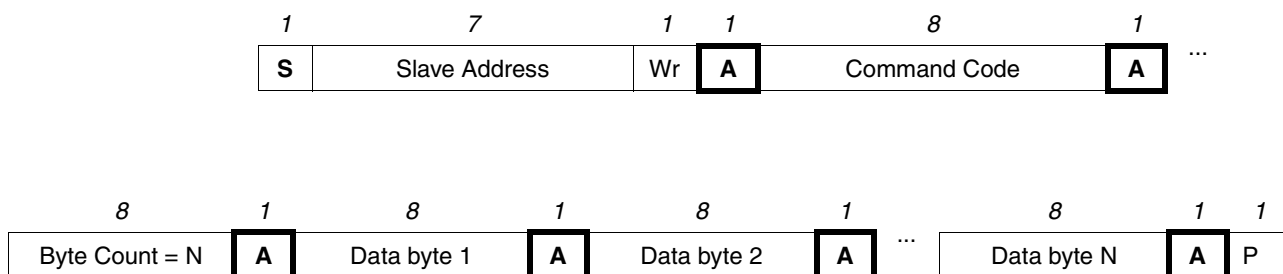 1 7 1 1 8 1
S Slave Address Wr A Command Code A ...
8 1 8 1 8 1 8 1 1
Byte Count = N A Data byte 1 A Data byte 2 A ... Data byte N A P